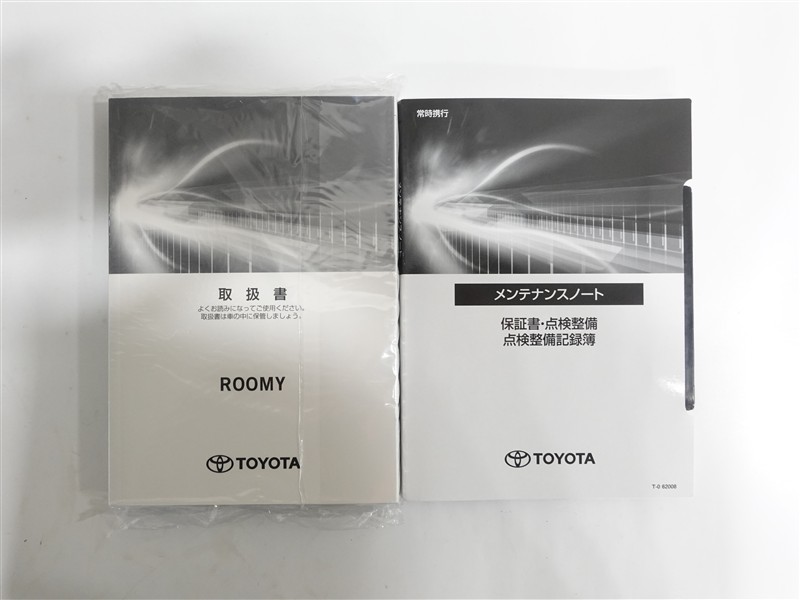 取扱書
よくお読みになってご使用ください。
取扱書は車の中に保管しましょう。
ROOMY
TOYOTA
常時携行
メンテナンスノート
保証書・点検整備
点検整備記録簿
TOYOTA
T-0 62008